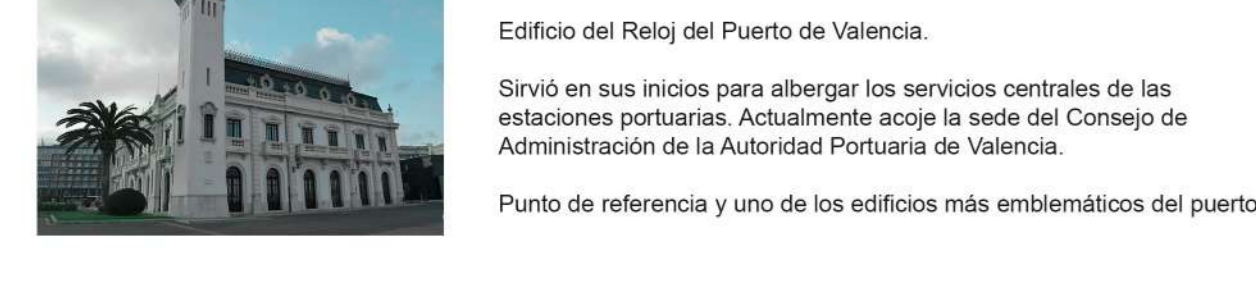 Edificio del Reloj del Puerto de Valencia.
Sirvió en sus inicios para albergar los servicios centrales de las
estaciones portuarias. Actualmente acoje la sede del Consejo de
Administración de la Autoridad Portuaria de Valencia.
Punto de referencia y uno de los edificios más emblemáticos del puerto